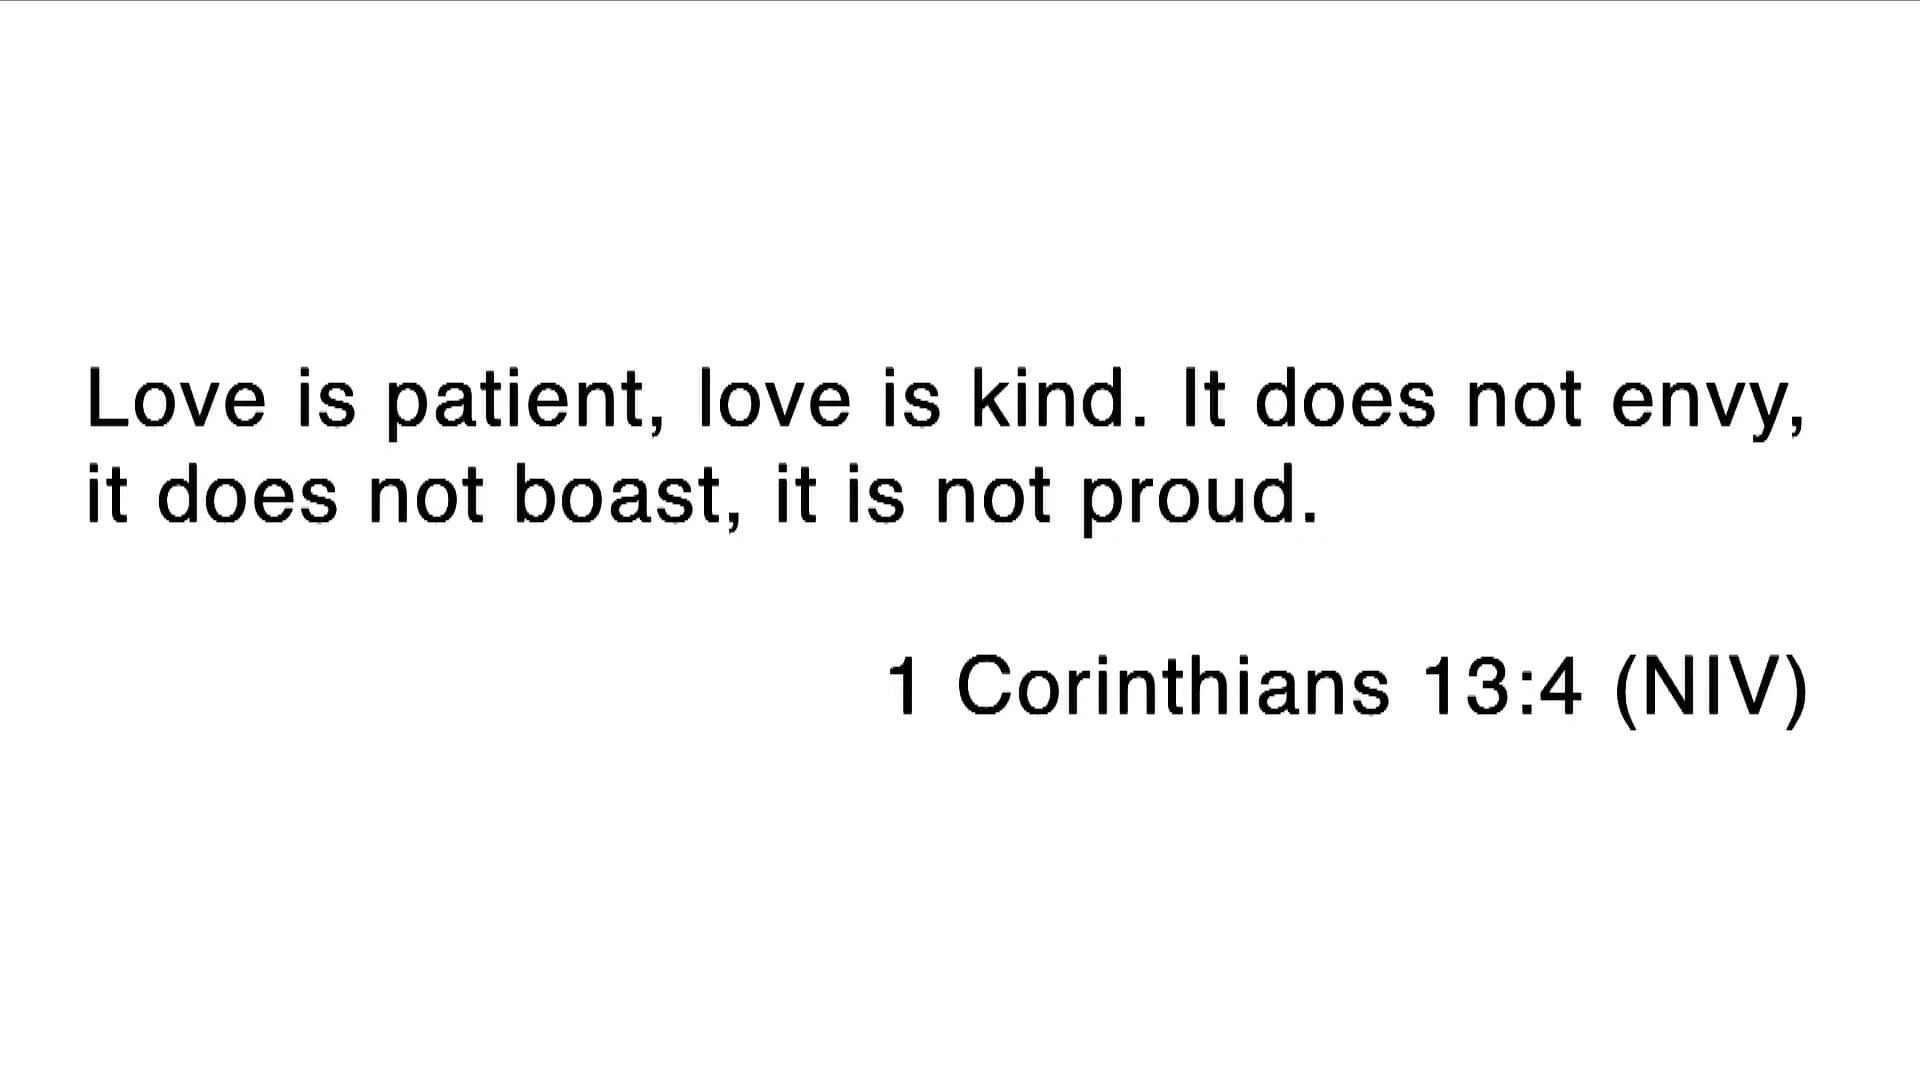 Love is patient, love is kind. It does not envy,
it does not boast, it is not proud.
1 Corinthians 13:4 (NIV)